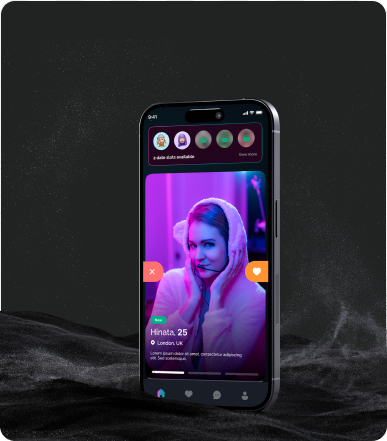 9:41
2 date slots available
View more
New
Hinata, 25
London, UK
Lorem ipsum dolor sit amet, consectetur adipiscing
elit. Sed scelerisque.